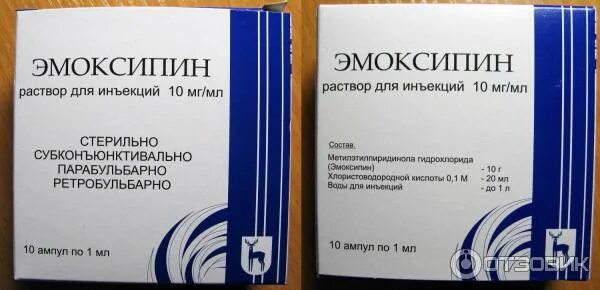 ЭМОКСИПИН
раствор для инъекций 10 мг/мл
СТЕРИЛЬНО
СУБКОНЪЮНКТИВАЛЬНО
ПАРАБУЛЬБАРНО
РЕТРОБУЛЬБАРНО
10 ампул по 1 мл
ЭМОКСИПИН
раствор для инъекций 10 мг/мл
Состав:
Метилэтилпиридинола гидрохлорида
(Эмоксипин) - 10 г
Хлористоводородной кислоты 0,1 М - 20 мл
Воды для инъекций - до 1 л
10 ампул по 1 мл
ОТЗОВИК